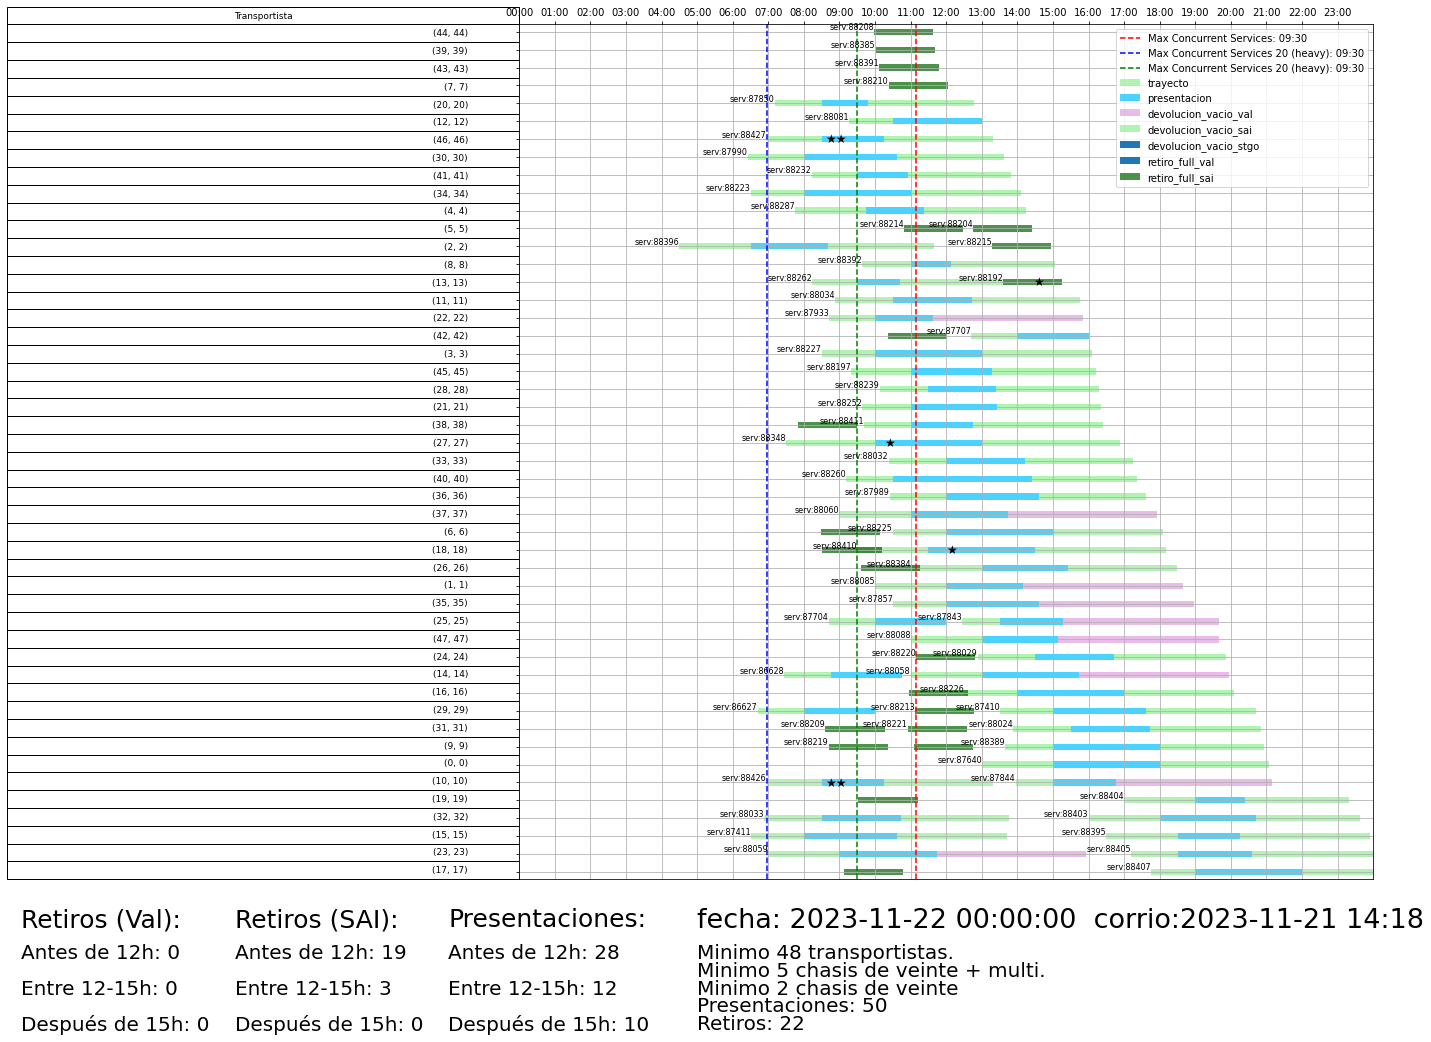 Transportista
00:00 01:00 02:00 03:00 04:00 05:00 06:00 07:00 08:00 09:00 10:00 11:00 12:00 13:00 14:00 15:00 16:00 17:00 18:00 19:00 20:00 21:00 22:00 23:00
Max Concurrent Services: 09:30
Max Concurrent Services 20 (heavy): 09:30
Max Concurrent Services 20 (heavy): 09:30
trayecto
presentacion
devolucion_vacio_val
devolucion_vacio_sai
devolucion_vacio_stgo
retiro_full_val
retiro_full_sai
(44, 44) serv:88208
(39, 39) serv:88385
(43, 43) serv:88391
(7, 7) serv:88210
(20, 20) serv:87850
(12, 12) serv:88081
(46, 46) serv:88427
(30, 30) serv:87990
(41, 41) serv:88232
(34, 34) serv:88223
(4, 4) serv:88287
(5, 5) serv:88214 serv:88204
(2, 2) serv:88396 serv:88215
(8, 8) serv:88392
(13, 13) serv:88262 serv:88192
(11, 11) serv:88034
(22, 22) serv:87933
(42, 42) serv:87707
(3, 3) serv:88227
(45, 45) serv:88197
(28, 28) serv:88239
(21, 21) serv:88252
(38, 38) serv:88411
(27, 27) serv:88348
(33, 33) serv:88032
(40, 40) serv:88260
(36, 36) serv:87989
(37, 37) serv:88060
(6, 6) serv:88225
(18, 18) serv:88410
(26, 26) serv:88384
(1, 1) serv:88085
(35, 35) serv:87857
(25, 25) serv:87704 serv:87843
(47, 47) serv:88088
(24, 24) serv:88220 serv:88029
(14, 14) serv:86628 serv:88058
(16, 16) serv:88226
(29, 29) serv:86627 serv:88213 serv:87410
(31, 31) serv:88209 serv:88221 serv:88024
(9, 9) serv:88219 serv:88389
(0, 0) serv:87640
(10, 10) serv:88426 serv:87844
(19, 19) serv:88404
(32, 32) serv:88033 serv:88403
(15, 15) serv:87411 serv:88395
(23, 23) serv:88059 serv:88405
(17, 17) serv:88407
Retiros (Val):
Antes de 12h: 0
Entre 12-15h: 0
Después de 15h: 0
Retiros (SAI):
Antes de 12h: 19
Entre 12-15h: 3
Después de 15h: 0
Presentaciones:
Antes de 12h: 28
Entre 12-15h: 12
Después de 15h: 10
fecha: 2023-11-22 00:00:00 corrio:2023-11-21 14:18
Minimo 48 transportistas.
Minimo 5 chasis de veinte + multi.
Minimo 2 chasis de veinte
Presentaciones: 50
Retiros: 22